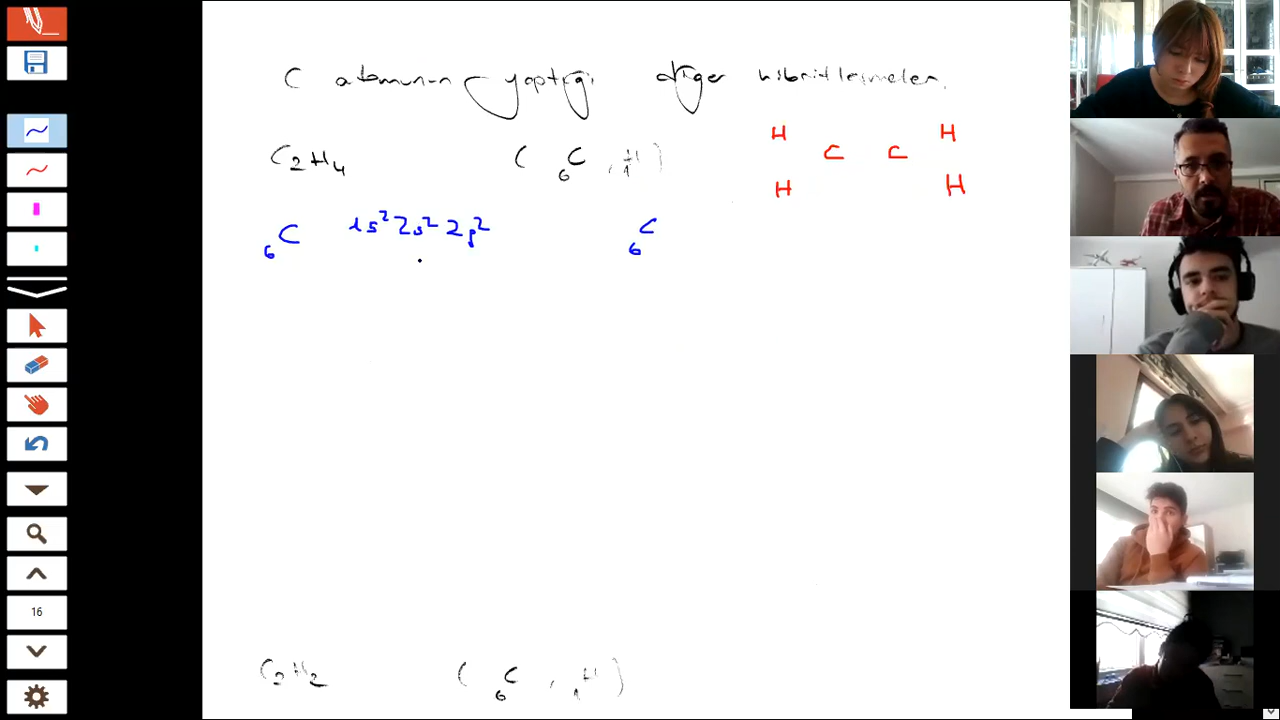 C atomunun yaptığı diğer hibritleşmeler.
C₂H₄ ( ₆C , ₁H ) H C C H
H H
₆C 1s² 2s² 2p² ₆C
16
C₂H₂ ( ₆C , ₁H )